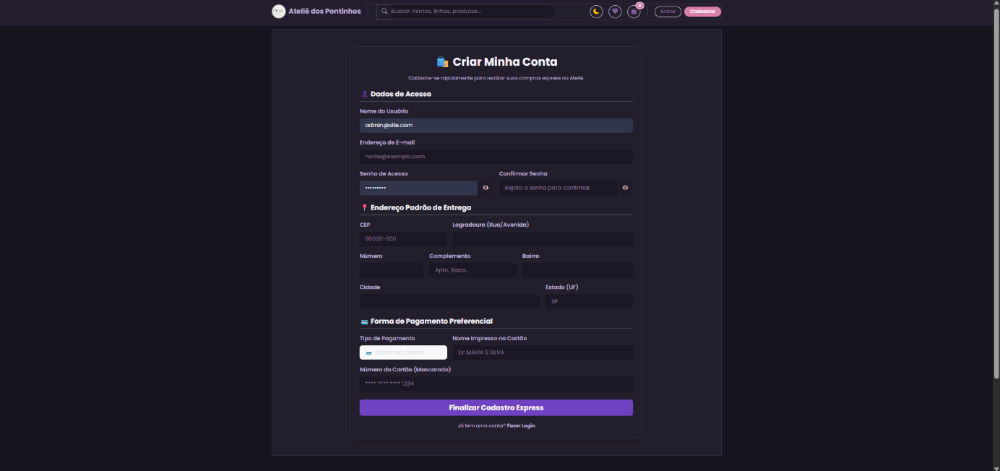 Ateliê dos Pontinhos
Buscar mimos, linhas, produtos...
0
Entrar
Cadastrar
Criar Minha Conta
Cadastre-se rapidamente para realizar suas compras express no Ateliê.
Dados de Acesso
Nome do Usuário
admin@site.com
Endereço de E-mail
nome@exemplo.com
Senha de Acesso
Confirmar Senha
•••••••••
Repita a senha para confirmar
Endereço Padrão de Entrega
CEP
Logradouro (Rua/Avenida)
00000-000
Número
Complemento
Bairro
Apto, Bloco...
Cidade
Estado (UF)
SP
Forma de Pagamento Preferencial
Tipo de Pagamento
Nome Impresso no Cartão
Cartão de Crédito
Ex: MARIA S SILVA
Número do Cartão (Mascarado)
**** **** **** 1234
Finalizar Cadastro Express
Já tem uma conta? Fazer Login